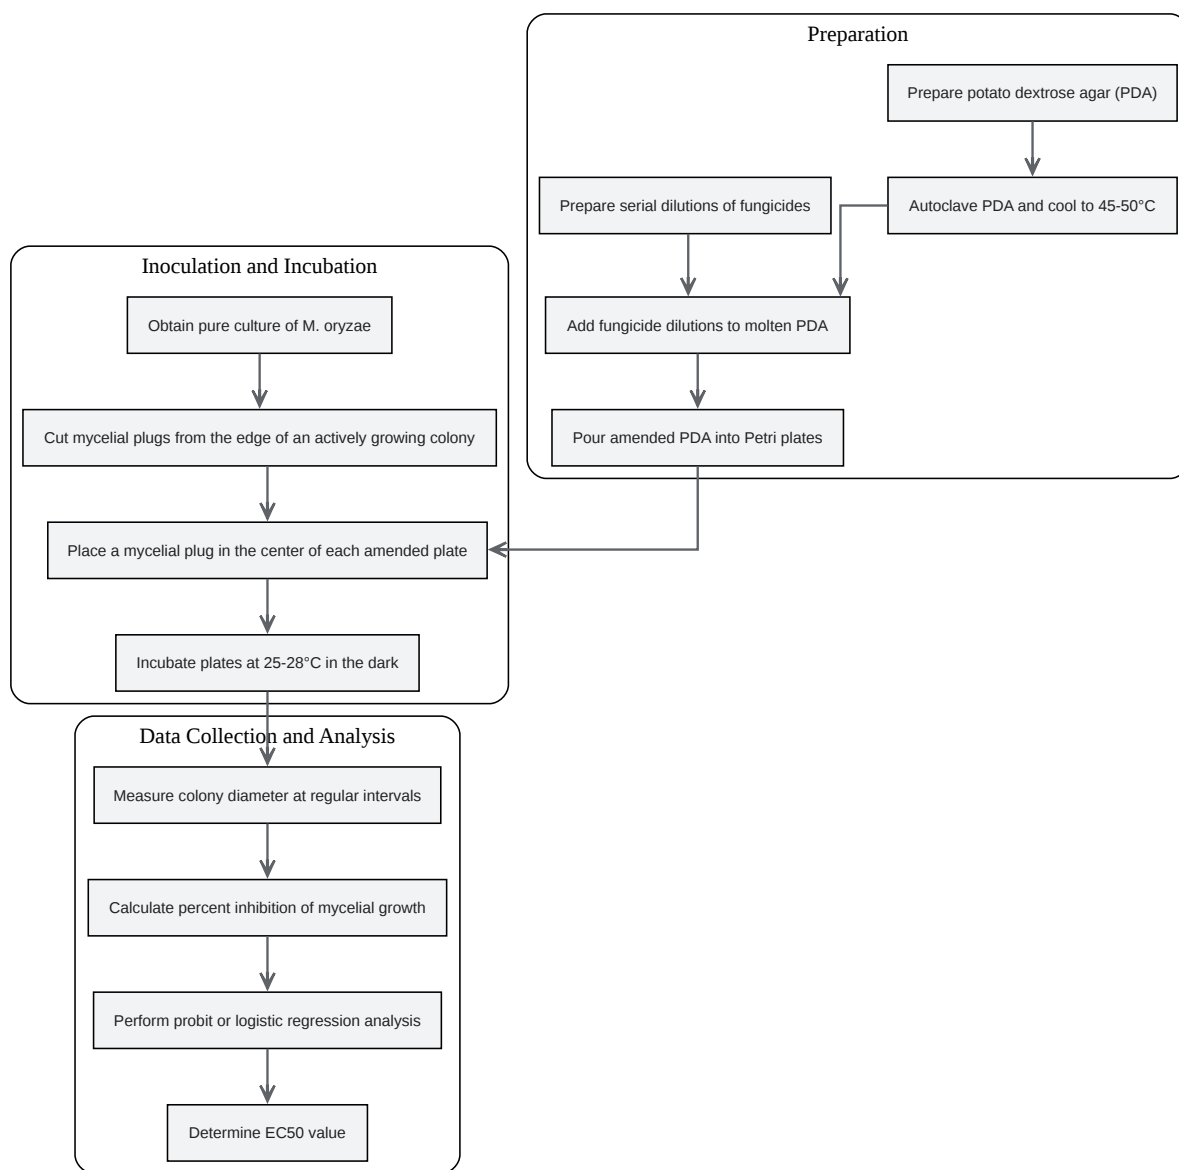 Preparation
Prepare potato dextrose agar (PDA)
Prepare serial dilutions of fungicides
Autoclave PDA and cool to 45-50°C
Add fungicide dilutions to molten PDA
Pour amended PDA into Petri plates
Inoculation and Incubation
Obtain pure culture of M. oryzae
Cut mycelial plugs from the edge of an actively growing colony
Place a mycelial plug in the center of each amended plate
Incubate plates at 25-28°C in the dark
Data Collection and Analysis
Measure colony diameter at regular intervals
Calculate percent inhibition of mycelial growth
Perform probit or logistic regression analysis
Determine EC50 value